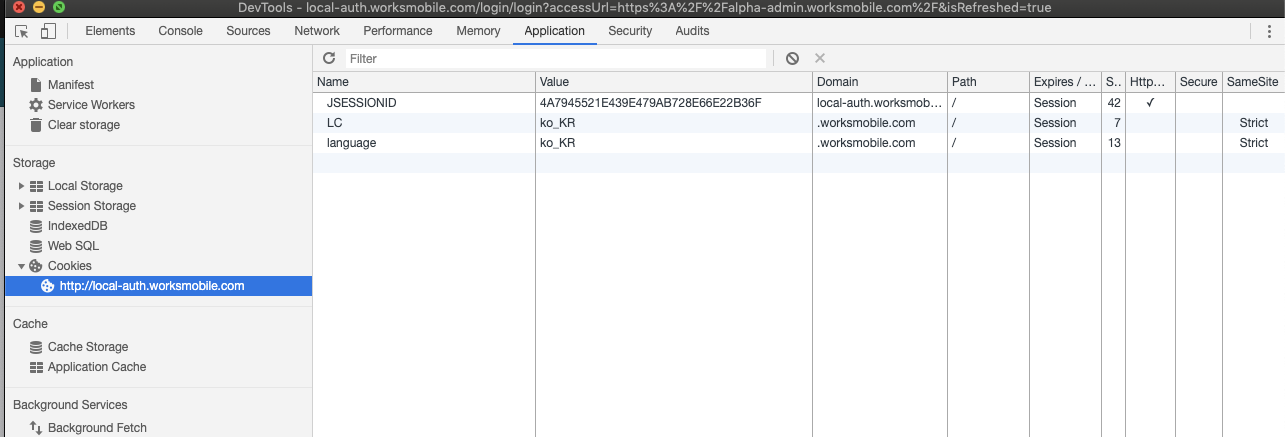 DevTools - local-auth.worksmobile.com/login/login?accessUrl=https%3A%2F%2Falpha-admin.worksmobile.com%2F&isRefreshed=true
Elements Console Sources Network Performance Memory Application Security Audits
Application
Manifest
Service Workers
Clear storage
Storage
Local Storage
Session Storage
IndexedDB
Web SQL
Cookies
http://local-auth.worksmobile.com
Cache
Cache Storage
Application Cache
Background Services
Background Fetch
Filter
Name Value Domain Path Expires / ... S.. Http... Secure SameSite
JSESSIONID 4A7945521E439E479AB728E66E22B36F local-auth.worksmob... / Session 42 ✓
LC ko_KR .worksmobile.com / Session 7 Strict
language ko_KR .worksmobile.com / Session 13 Strict